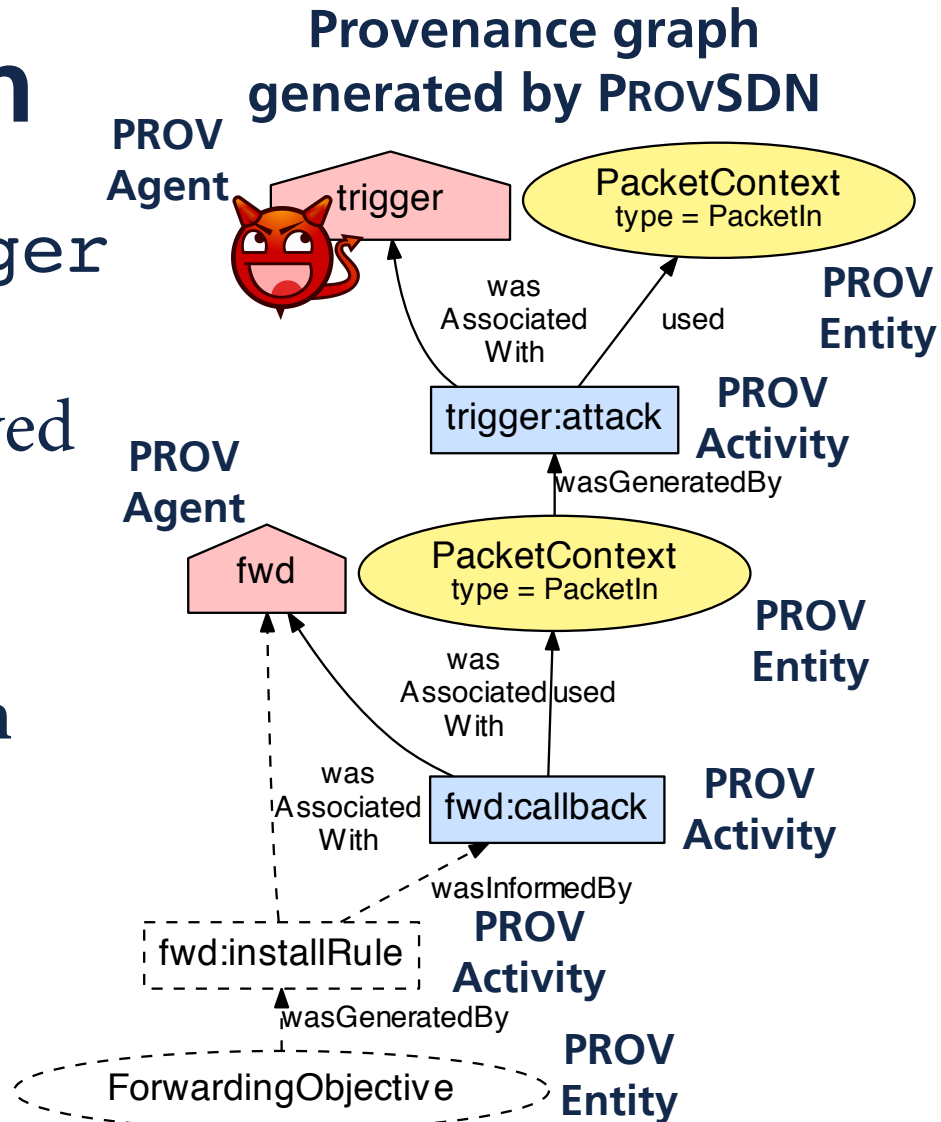 Provenance graph
generated by PROVSDN
n
PROV
Agent
trigger
PacketContext
type = PacketIn
ger
was
Associated
With
used
PROV
Entity
trigger:attack
PROV
Activity
ved
PROV
Agent
wasGeneratedBy
fwd
PacketContext
type = PacketIn
PROV
Entity
was
Associated
With
used
n
was
Associated
With
fwd:callback
PROV
Activity
wasInformedBy
fwd:installRule
PROV
Activity
wasGeneratedBy
ForwardingObjective
PROV
Entity